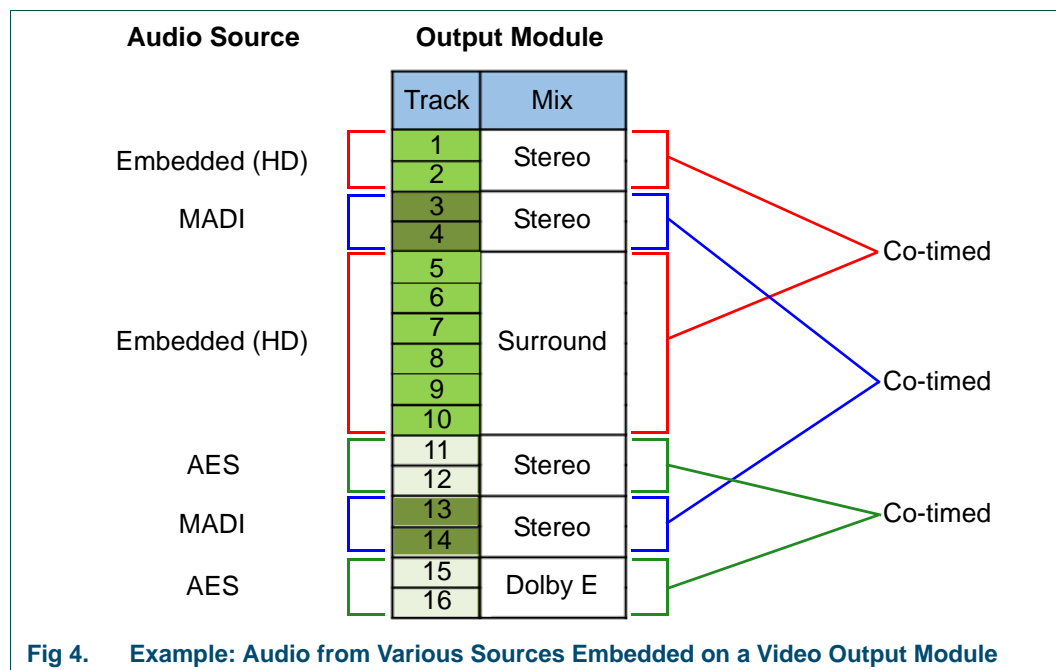 Audio Source Output Module
Track Mix
Embedded (HD) 1 2 Stereo
MADI 3 4 Stereo
Embedded (HD) 5 6 7 8 9 10 Surround
AES 11 12 Stereo
MADI 13 14 Stereo
AES 15 16 Dolby E
Co-timed
Co-timed
Co-timed
Fig 4. Example: Audio from Various Sources Embedded on a Video Output Module